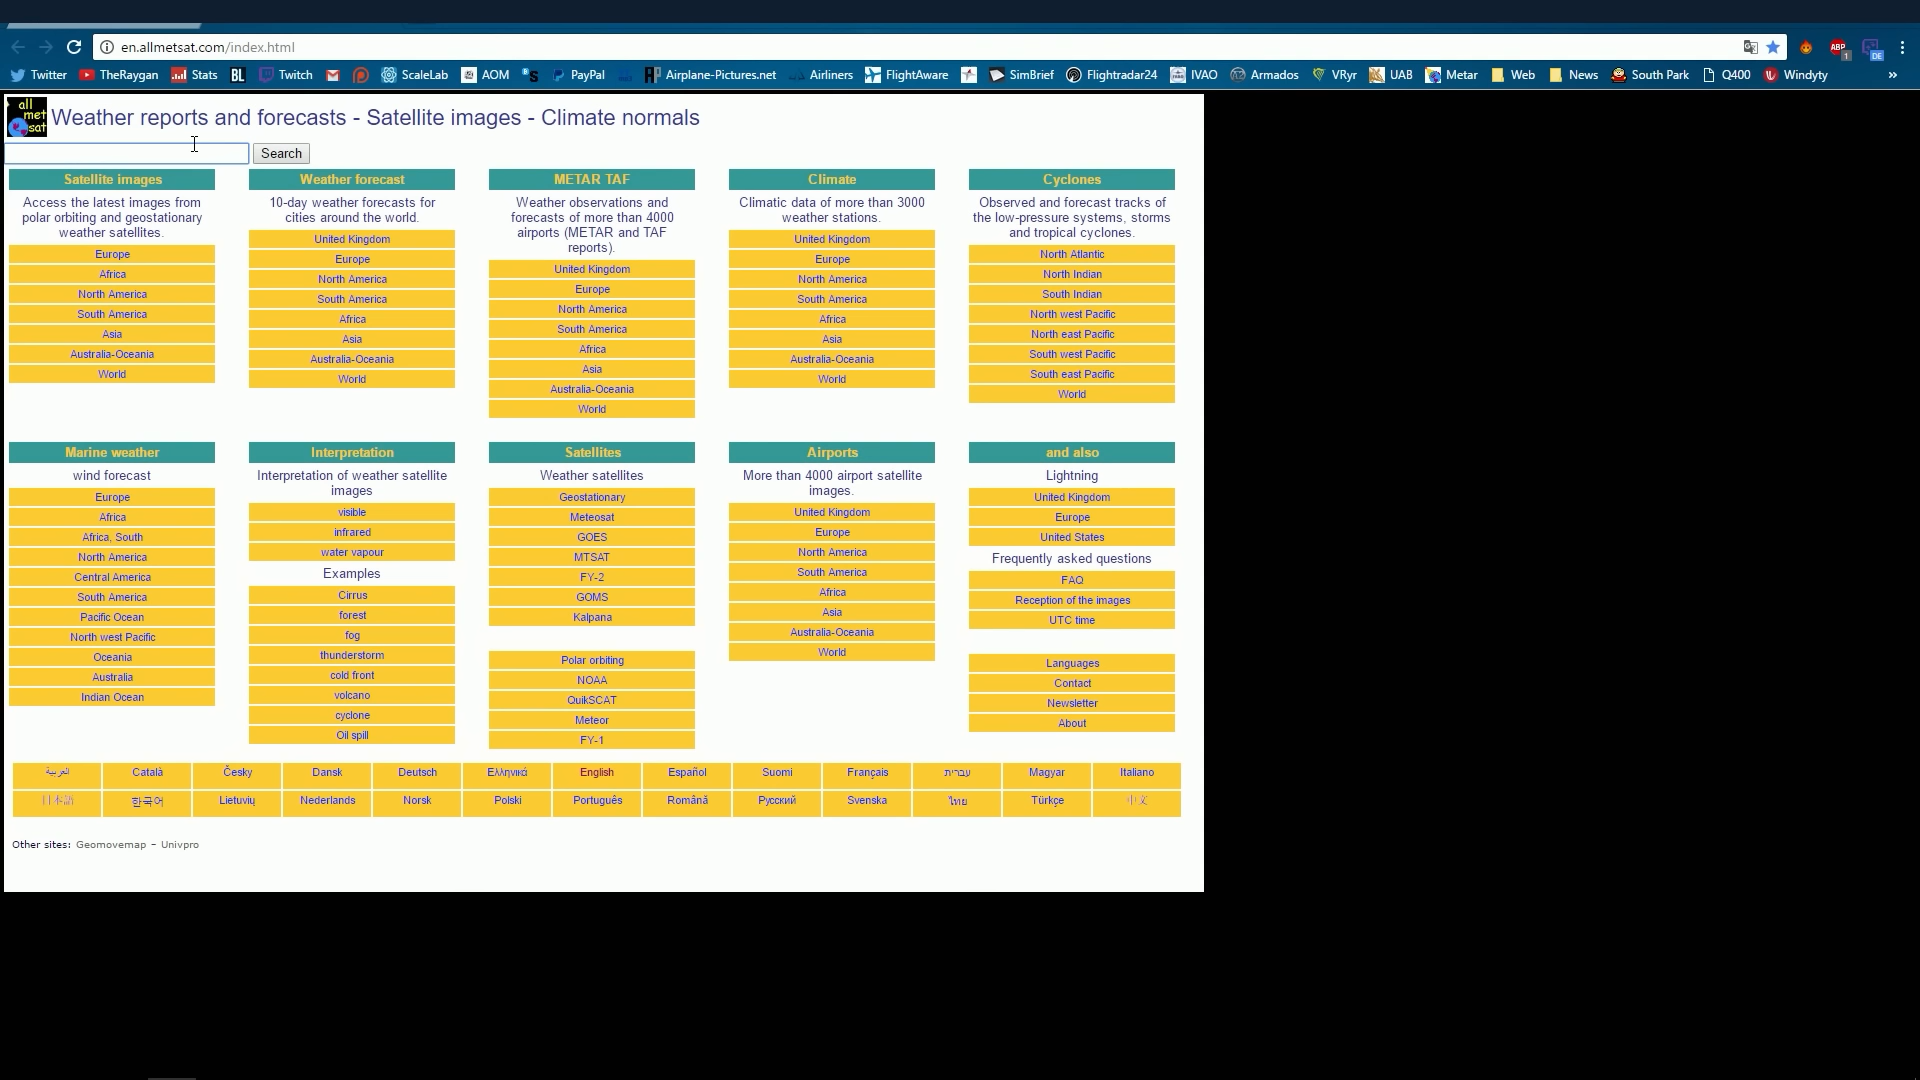 en.allmetsat.com/index.html
ABP
1
DE
Twitter TheRaygan Stats BL Twitch ScaleLab AOM PayPal Airplane-Pictures.net Airliners FlightAware SimBrief Flightradar24 IVAO Armados VRyr UAB Metar Web News South Park Q400 Windyty »
all met sat
Weather reports and forecasts - Satellite images - Climate normals
Search
Satellite images
Access the latest images from
polar orbiting and geostationary
weather satellites.
Europe
Africa
North America
South America
Asia
Australia-Oceania
World
Weather forecast
10-day weather forecasts for
cities around the world.
United Kingdom
Europe
North America
South America
Africa
Asia
Australia-Oceania
World
METAR TAF
Weather observations and
forecasts of more than 4000
airports (METAR and TAF
reports).
United Kingdom
Europe
North America
South America
Africa
Asia
Australia-Oceania
World
Climate
Climatic data of more than 3000
weather stations.
United Kingdom
Europe
North America
South America
Africa
Asia
Australia-Oceania
World
Cyclones
Observed and forecast tracks of
the low-pressure systems, storms
and tropical cyclones.
North Atlantic
North Indian
South Indian
North west Pacific
North east Pacific
South west Pacific
South east Pacific
World
Marine weather
wind forecast
Europe
Africa
Africa, South
North America
Central America
South America
Pacific Ocean
North west Pacific
Oceania
Australia
Indian Ocean
Interpretation
Interpretation of weather satellite
images
visible
infrared
water vapour
Examples
Cirrus
forest
fog
thunderstorm
cold front
volcano
cyclone
Oil spill
Satellites
Weather satellites
Geostationary
Meteosat
GOES
MTSAT
FY-2
GOMS
Kalpana
Polar orbiting
NOAA
QuikSCAT
Meteor
FY-1
Airports
More than 4000 airport satellite
images.
United Kingdom
Europe
North America
South America
Africa
Asia
Australia-Oceania
World
and also
Lightning
United Kingdom
Europe
United States
Frequently asked questions
FAQ
Reception of the images
UTC time
Languages
Contact
Newsletter
About
العربية Català Česky Dansk Deutsch Ελληνικά English Español Suomi Français עברית Magyar Italiano
日本語 한국어 Lietuvių Nederlands Norsk Polski Português Română Русский Svenska ไทย Türkçe 中文
Other sites: Geomovemap - Univpro